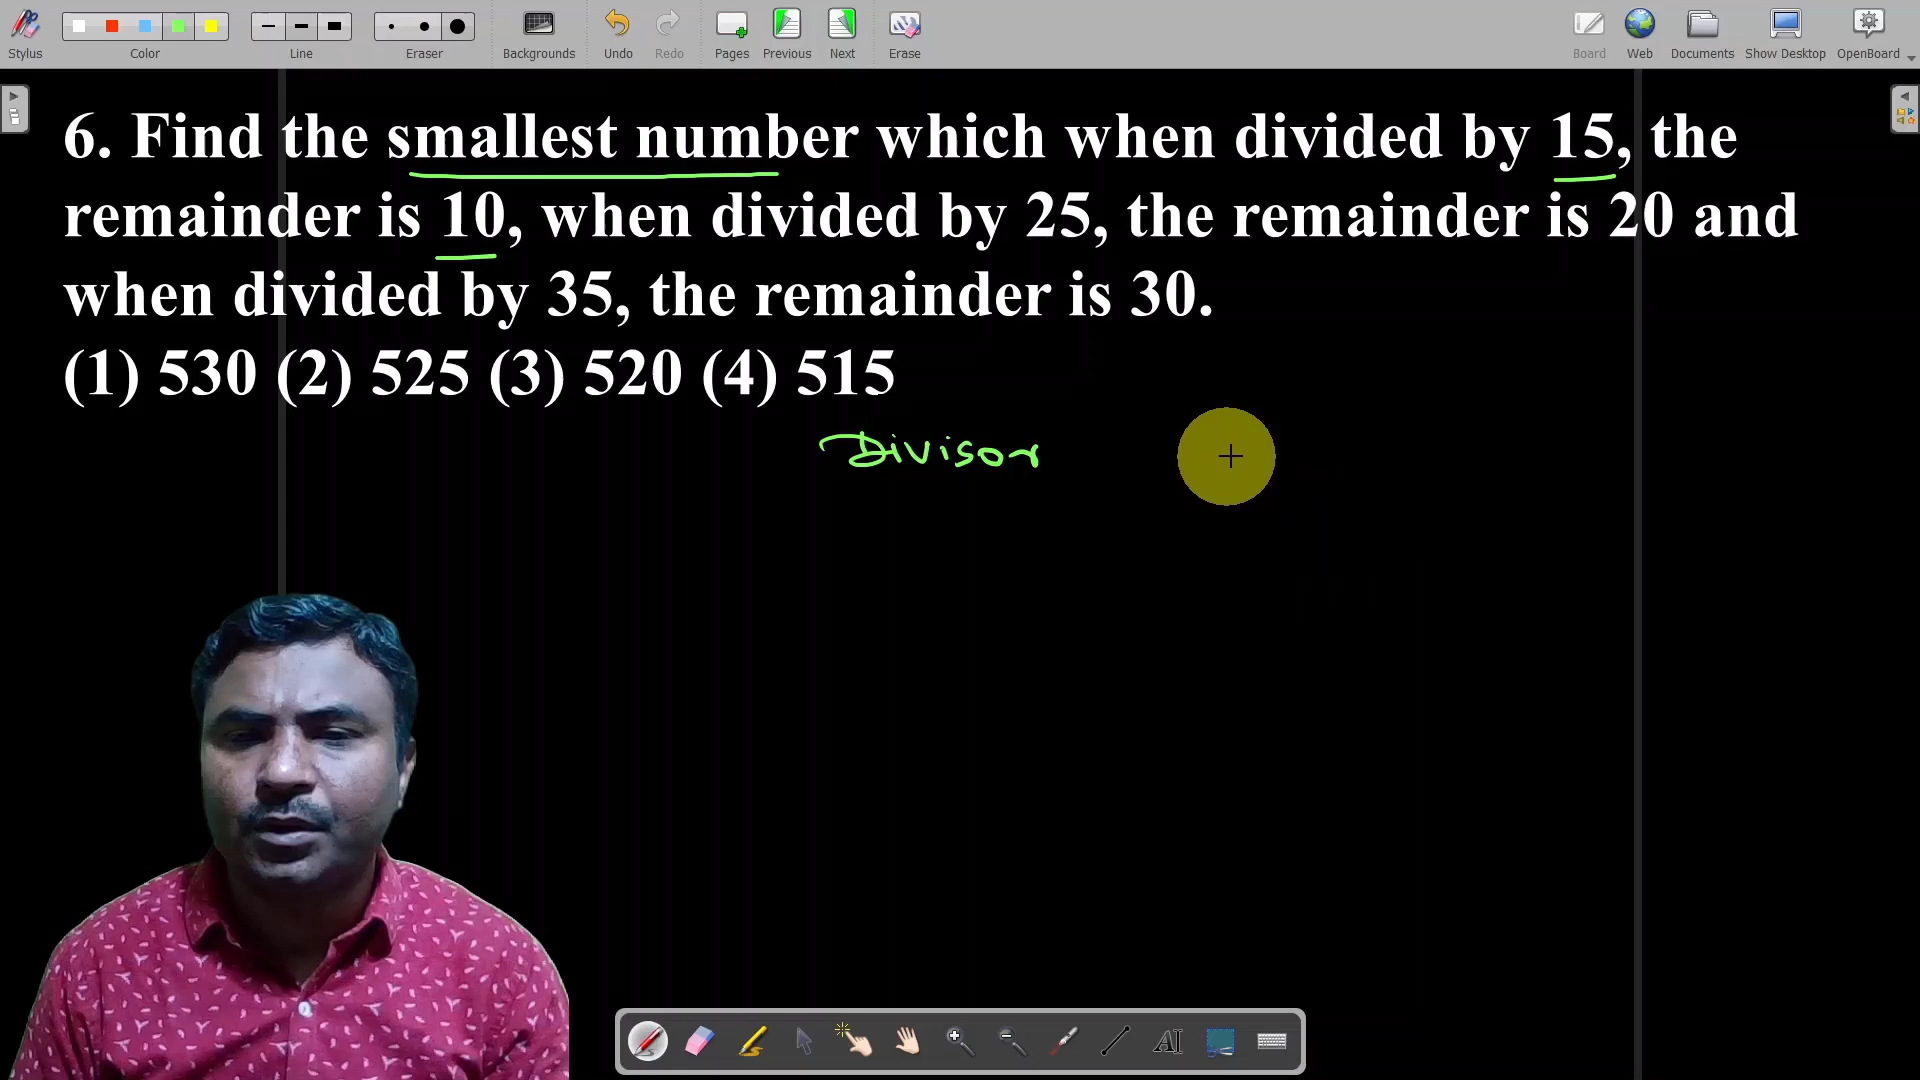 Stylus Color Line Eraser Backgrounds Undo Redo Pages Previous Next Erase Board Web Documents Show Desktop OpenBoard
6. Find the smallest number which when divided by 15, the
remainder is 10, when divided by 25, the remainder is 20 and
when divided by 35, the remainder is 30.
(1) 530 (2) 525 (3) 520 (4) 515
Divisor
AI